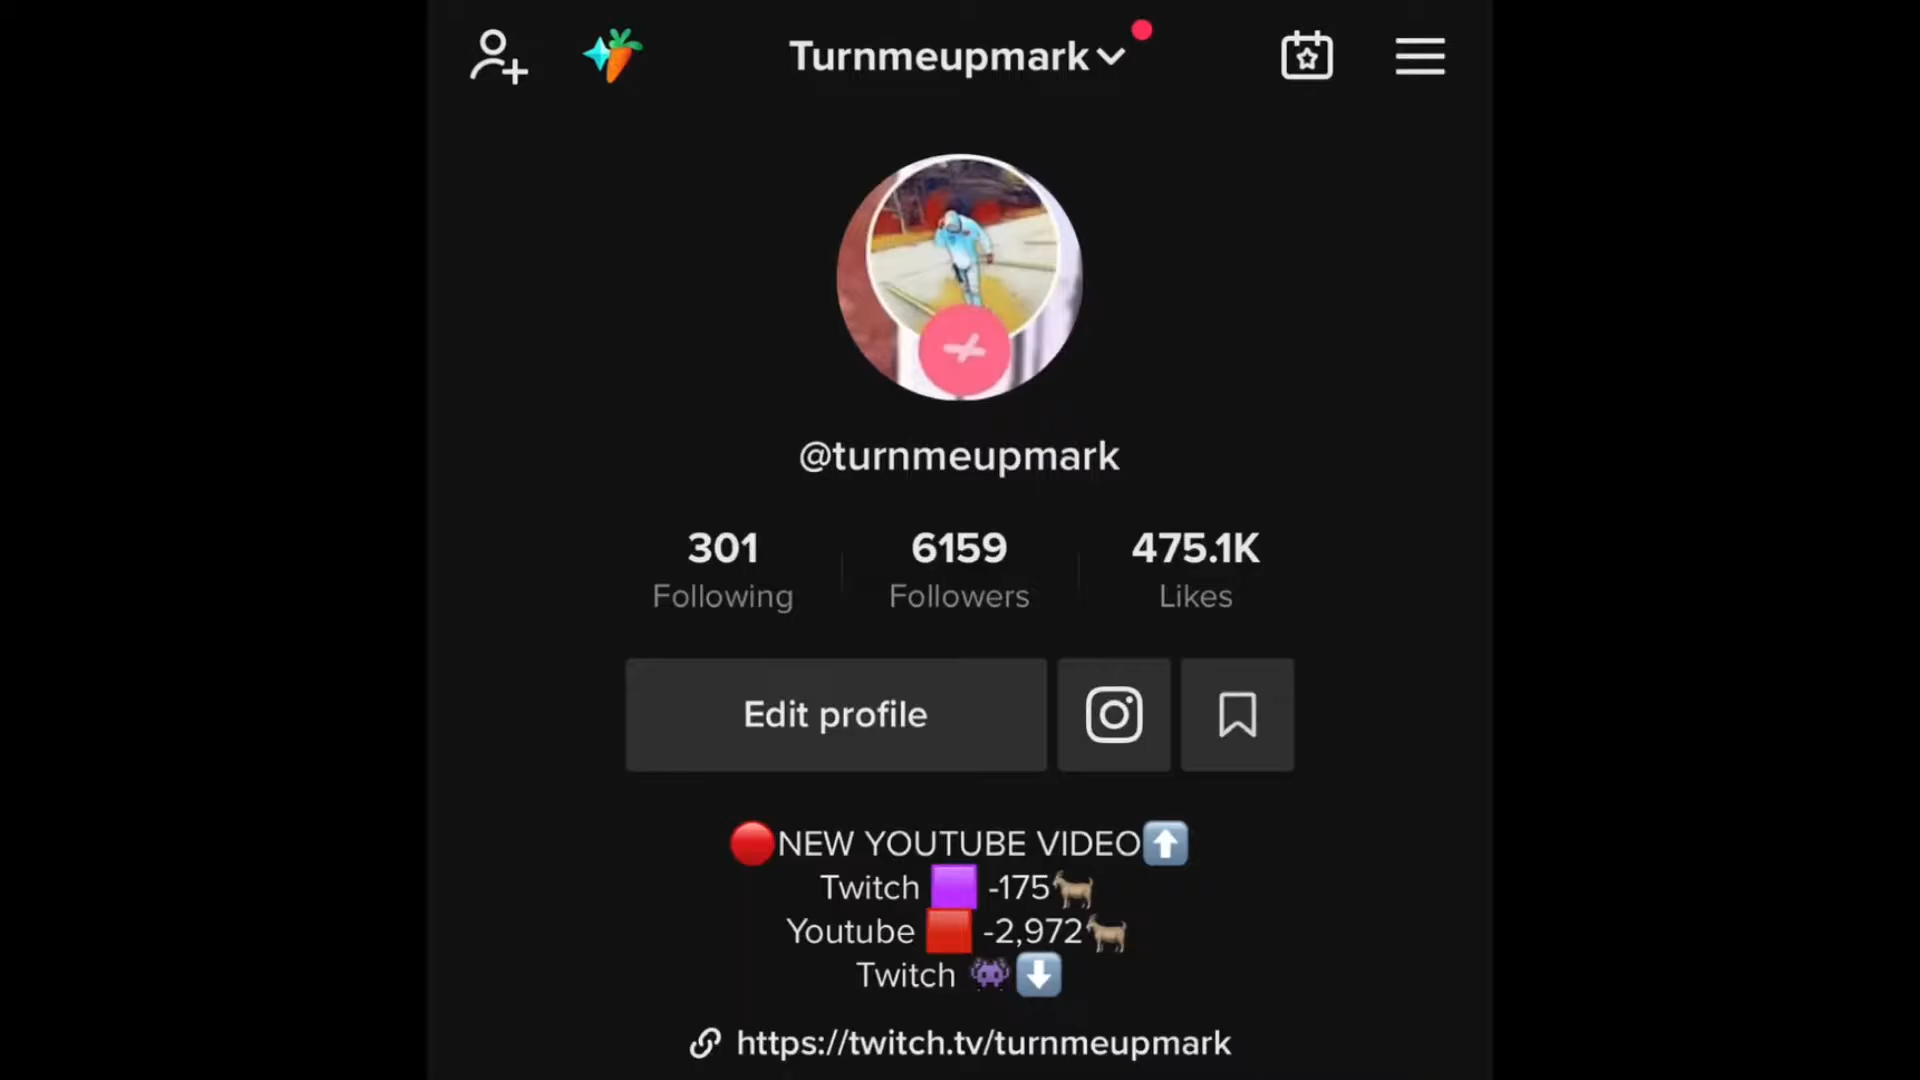 Turnmeupmark
@turnmeupmark
301 6159 475.1K
Following Followers Likes
Edit profile
🔴NEW YOUTUBE VIDEO⬆️
Twitch 🟪 -175🐐
Youtube 🟥 -2,972🐐
Twitch 👾⬇️
https://twitch.tv/turnmeupmark